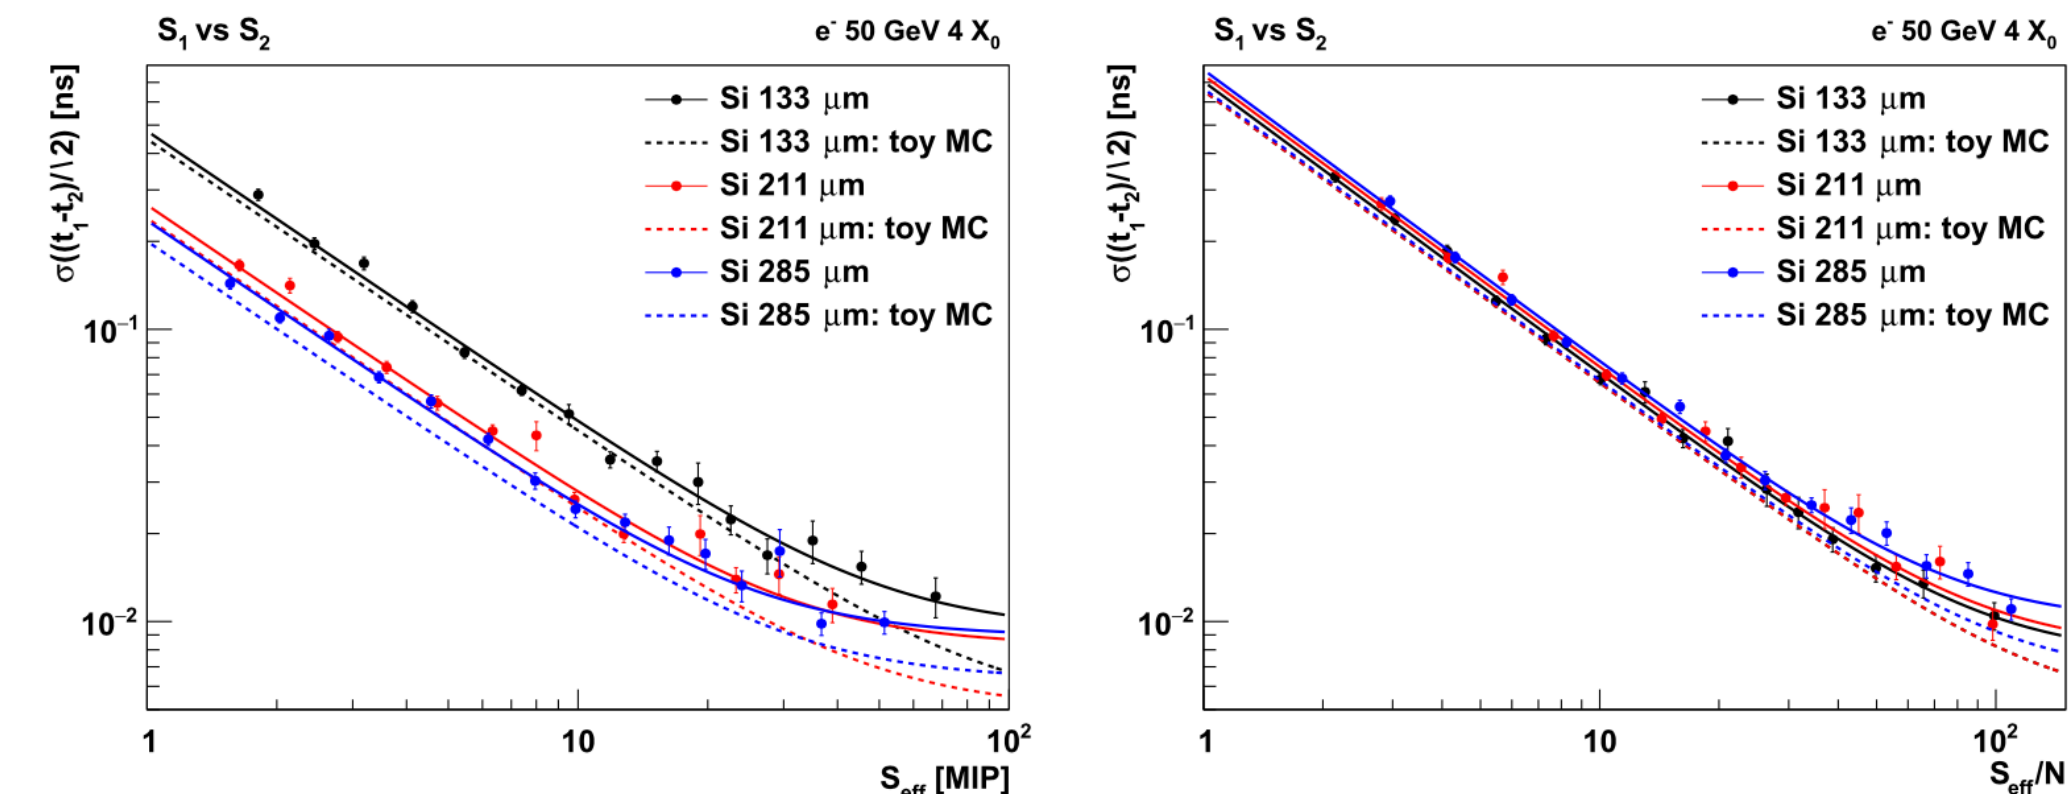 S₁ vs S₂
e⁻ 50 GeV 4 X₀
σ((t₁-t₂)/\2) [ns]
Si 133 μm
Si 133 μm: toy MC
Si 211 μm
Si 211 μm: toy MC
Si 285 μm
Si 285 μm: toy MC
10⁻¹
10⁻²
1
10
10²
S_eff [MIP]
S₁ vs S₂
e⁻ 50 GeV 4 X₀
σ((t₁-t₂)/\2) [ns]
Si 133 μm
Si 133 μm: toy MC
Si 211 μm
Si 211 μm: toy MC
Si 285 μm
Si 285 μm: toy MC
10⁻¹
10⁻²
1
10
10²
S_eff/N